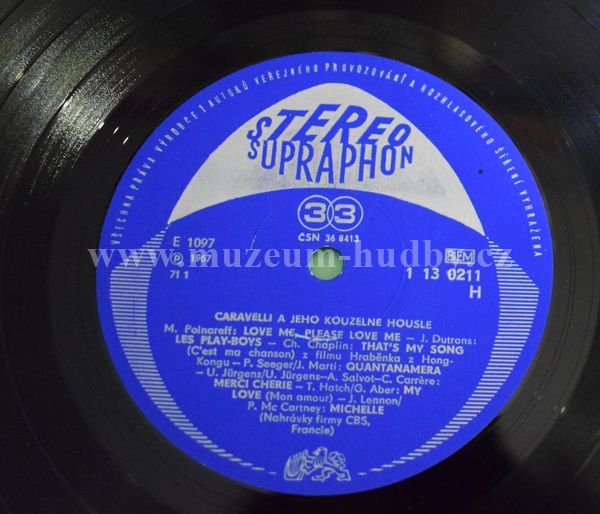 VŠECHNA PRÁVA VÝROBCE I AUTORŮ VEŘEJNÉHO PROVOZOVÁNÍ A ROZHLASOVÉHO ŠÍŘENÍ VYHRAŽENA
STEREO
SUPRAPHON
33
ČSN 36 8413
E 1097
Ⓟ 1967
71 1
BIEM
1 13 0211
H
www.muzeum-hudby.cz
CARAVELLI A JEHO KOUZELNÉ HOUSLE
M. Polnareff: LOVE ME, PLEASE LOVE ME – J. Dutrons:
LES PLAY-BOYS – Ch. Chaplin: THAT'S MY SONG
(C'est ma chanson) z filmu Hraběnka z Hong-
Kongu – P. Seeger/J. Marti: QUANTANAMERA
– U. Jürgens/U. Jürgens–A. Salvot–C. Carrère:
MERCI CHERIE – T. Hatch/G. Aber: MY
LOVE (Mon amour) – J. Lennon/
P. Mc Cartney: MICHELLE
(Nahrávky firmy CBS,
Francie)